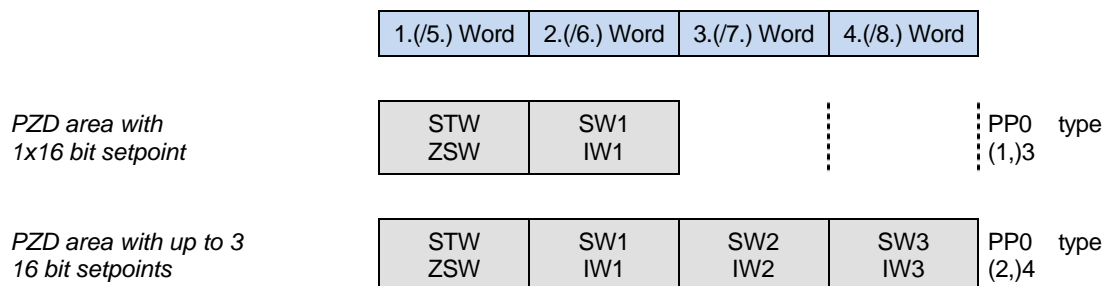 1.(/5.) Word 2.(/6.) Word 3.(/7.) Word 4.(/8.) Word
PZD area with STW SW1 PP0 type
1x16 bit setpoint ZSW IW1 (1,)3
PZD area with up to 3 STW SW1 SW2 SW3 PP0 type
16 bit setpoints ZSW IW1 IW2 IW3 (2,)4